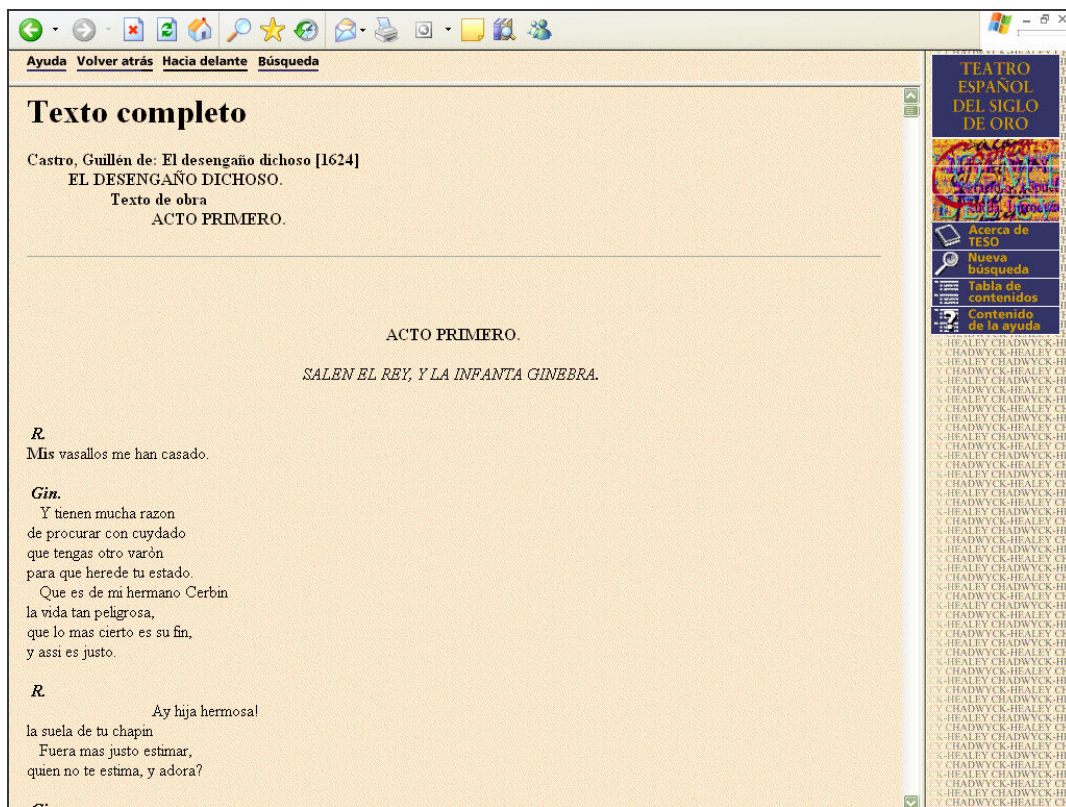 Ayuda Volver atrás Hacia delante Búsqueda
Texto completo
Castro, Guillén de: El desengaño dichoso [1624]
EL DESENGAÑO DICHOSO.
Texto de obra
ACTO PRIMERO.
ACTO PRIMERO.
SALEN EL REY, Y LA INFANTA GINEBRA.
R.
Mis vasallos me han casado.
Gin.
Y tienen mucha razon
de procurar con cuydado
que tengas otro varòn
para que herede tu estado.
Que es de mi hermano Cerbin
la vida tan peligrosa,
que lo mas cierto es su fin,
y assi es justo.
R.
Ay hija hermosa!
la suela de tu chapin
Fuera mas justo estimar,
quien no te estima, y adora?
TEATRO
ESPAÑOL
DEL SIGLO
DE ORO
Acerca de
TESO
Nueva
búsqueda
Tabla de
contenidos
Contenido
de la ayuda
CHADWYCK-HEALEY